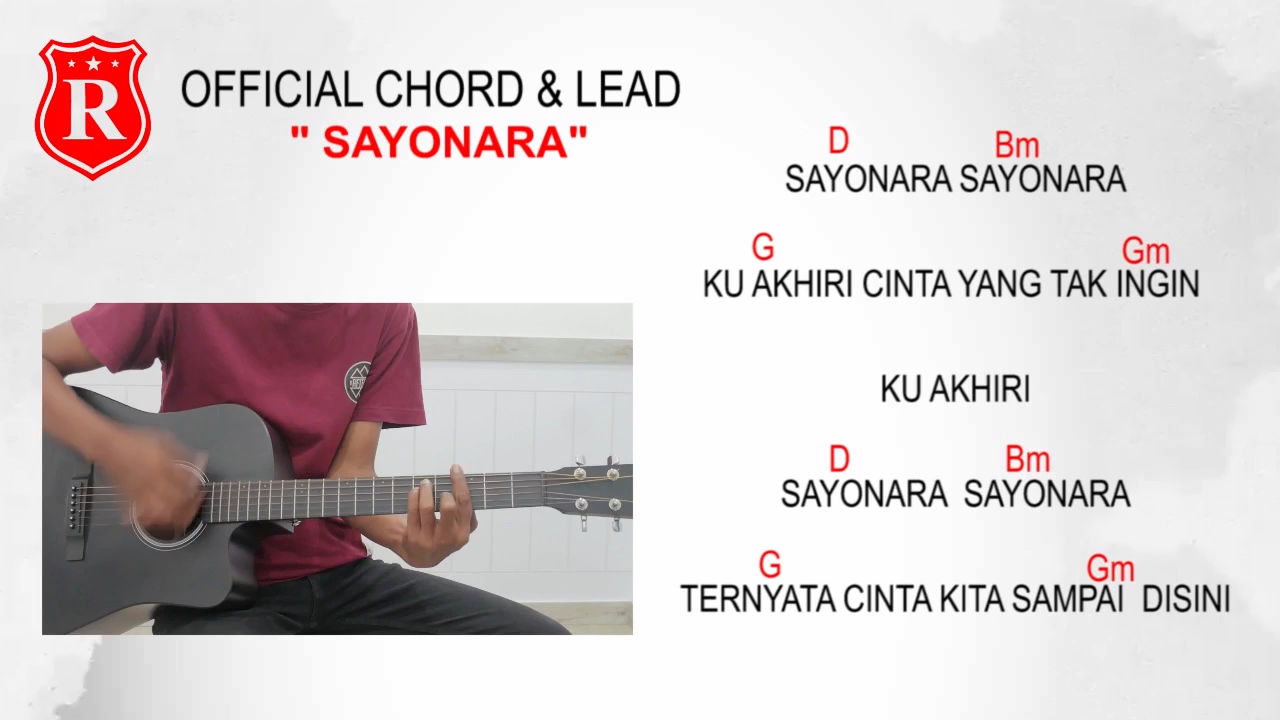 R
OFFICIAL CHORD & LEAD
" SAYONARA"
D Bm
SAYONARA SAYONARA
G Gm
KU AKHIRI CINTA YANG TAK INGIN
KU AKHIRI
D Bm
SAYONARA SAYONARA
G Gm
TERNYATA CINTA KITA SAMPAI DISINI